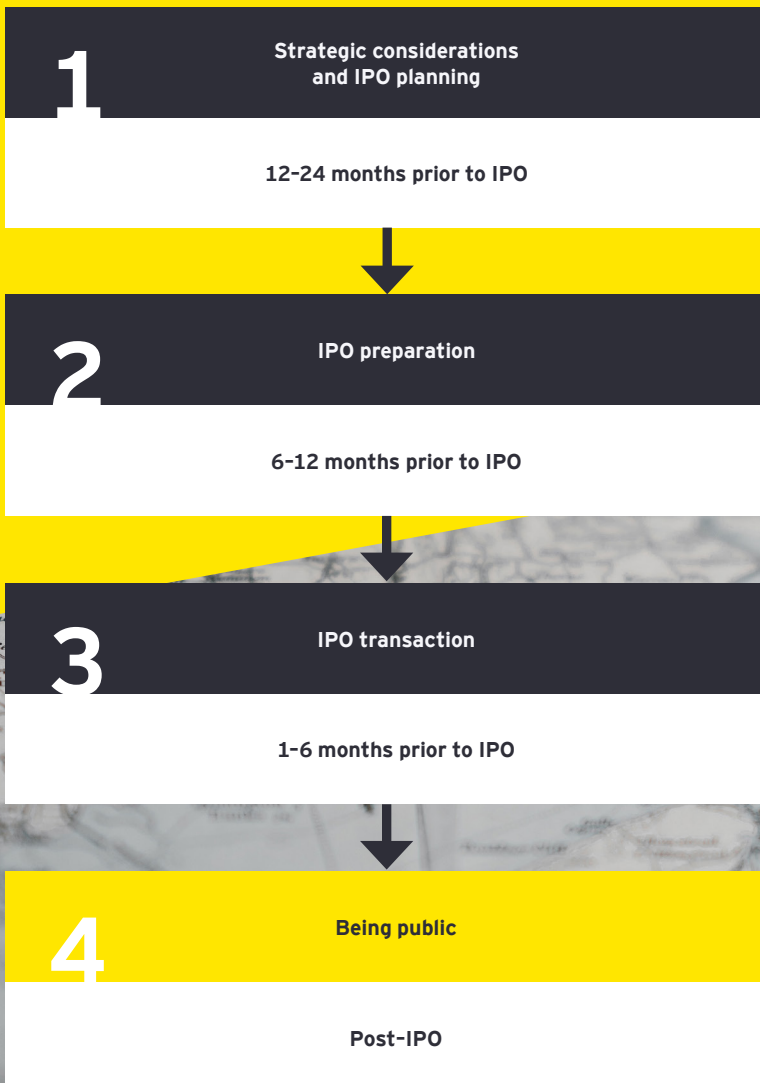 1
Strategic considerations
and IPO planning
12–24 months prior to IPO
2
IPO preparation
6–12 months prior to IPO
3
IPO transaction
1–6 months prior to IPO
4
Being public
Post–IPO